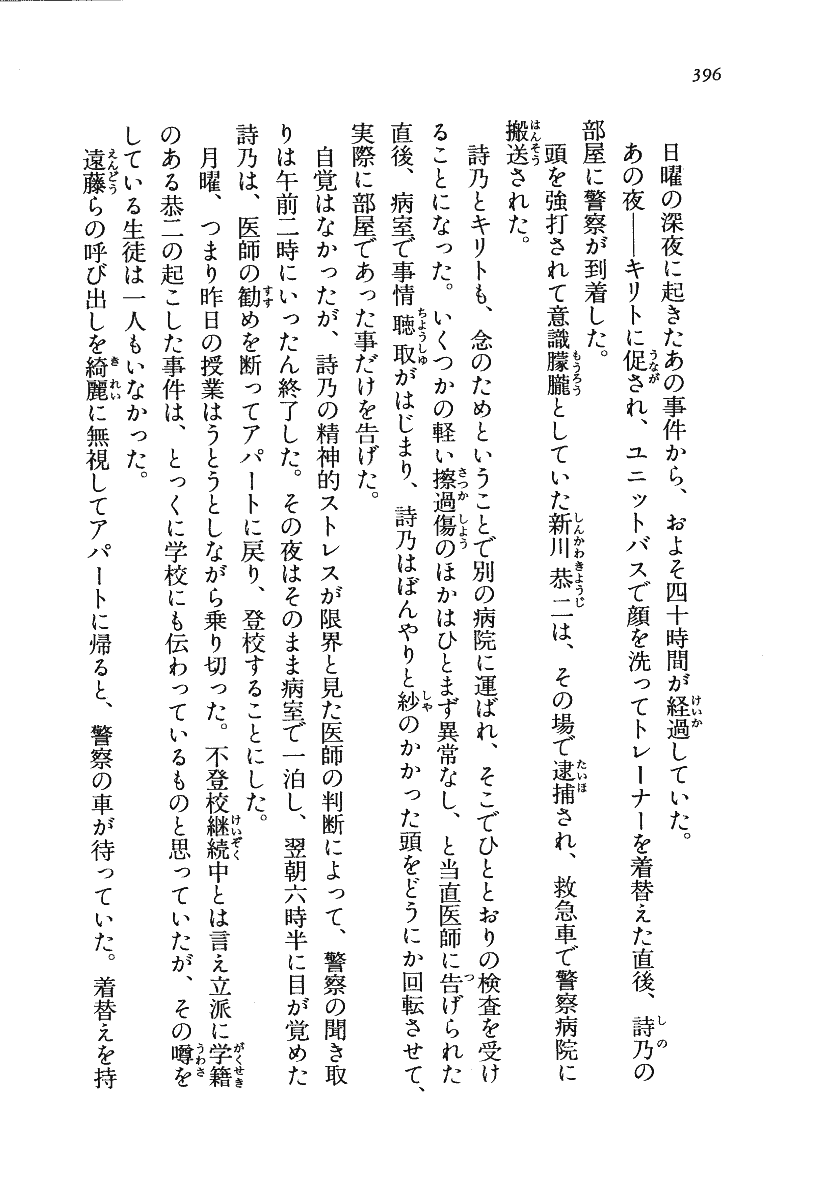 396
日曜の深夜に起きたあの事件から、およそ四十時間が経過していた。
あの夜――キリトに促され、ユニットバスで顔を洗ってトレーナーを着替えた直後、詩乃の
部屋に警察が到着した。
頭を強打されて意識朦朧としていた新川恭二は、その場で逮捕され、救急車で警察病院に
搬送された。
詩乃とキリトも、念のためということで別の病院に運ばれ、そこでひととおりの検査を受け
ることになった。いくつかの軽い擦過傷のほかはひとまず異常なし、と当直医師に告げられた
直後、病室で事情聴取がはじまり、詩乃はぼんやりと紗のかかった頭をどうにか回転させて、
実際に部屋であった事だけを告げた。
自覚はなかったが、詩乃の精神的ストレスが限界と見た医師の判断によって、警察の聞き取
りは午前二時にいったん終了した。その夜はそのまま病室で一泊し、翌朝六時半に目が覚めた
詩乃は、医師の勧めを断ってアパートに戻り、登校することにした。
月曜、つまり昨日の授業はうとうとしながら乗り切った。不登校継続中とは言え立派に学籍
のある恭二の起こした事件は、とっくに学校にも伝わっているものと思っていたが、その噂を
している生徒は一人もいなかった。
遠藤らの呼び出しを綺麗に無視してアパートに帰ると、警察の車が待っていた。着替えを持